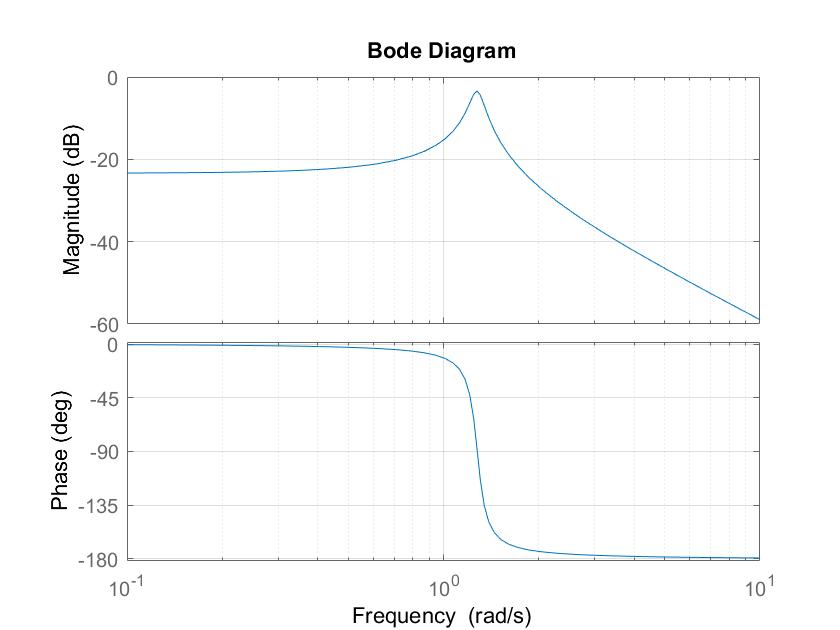 Bode Diagram
Magnitude (dB)
0
-20
-40
-60
Phase (deg)
0
-45
-90
-135
-180
10^-1 10^0 10^1
Frequency (rad/s)